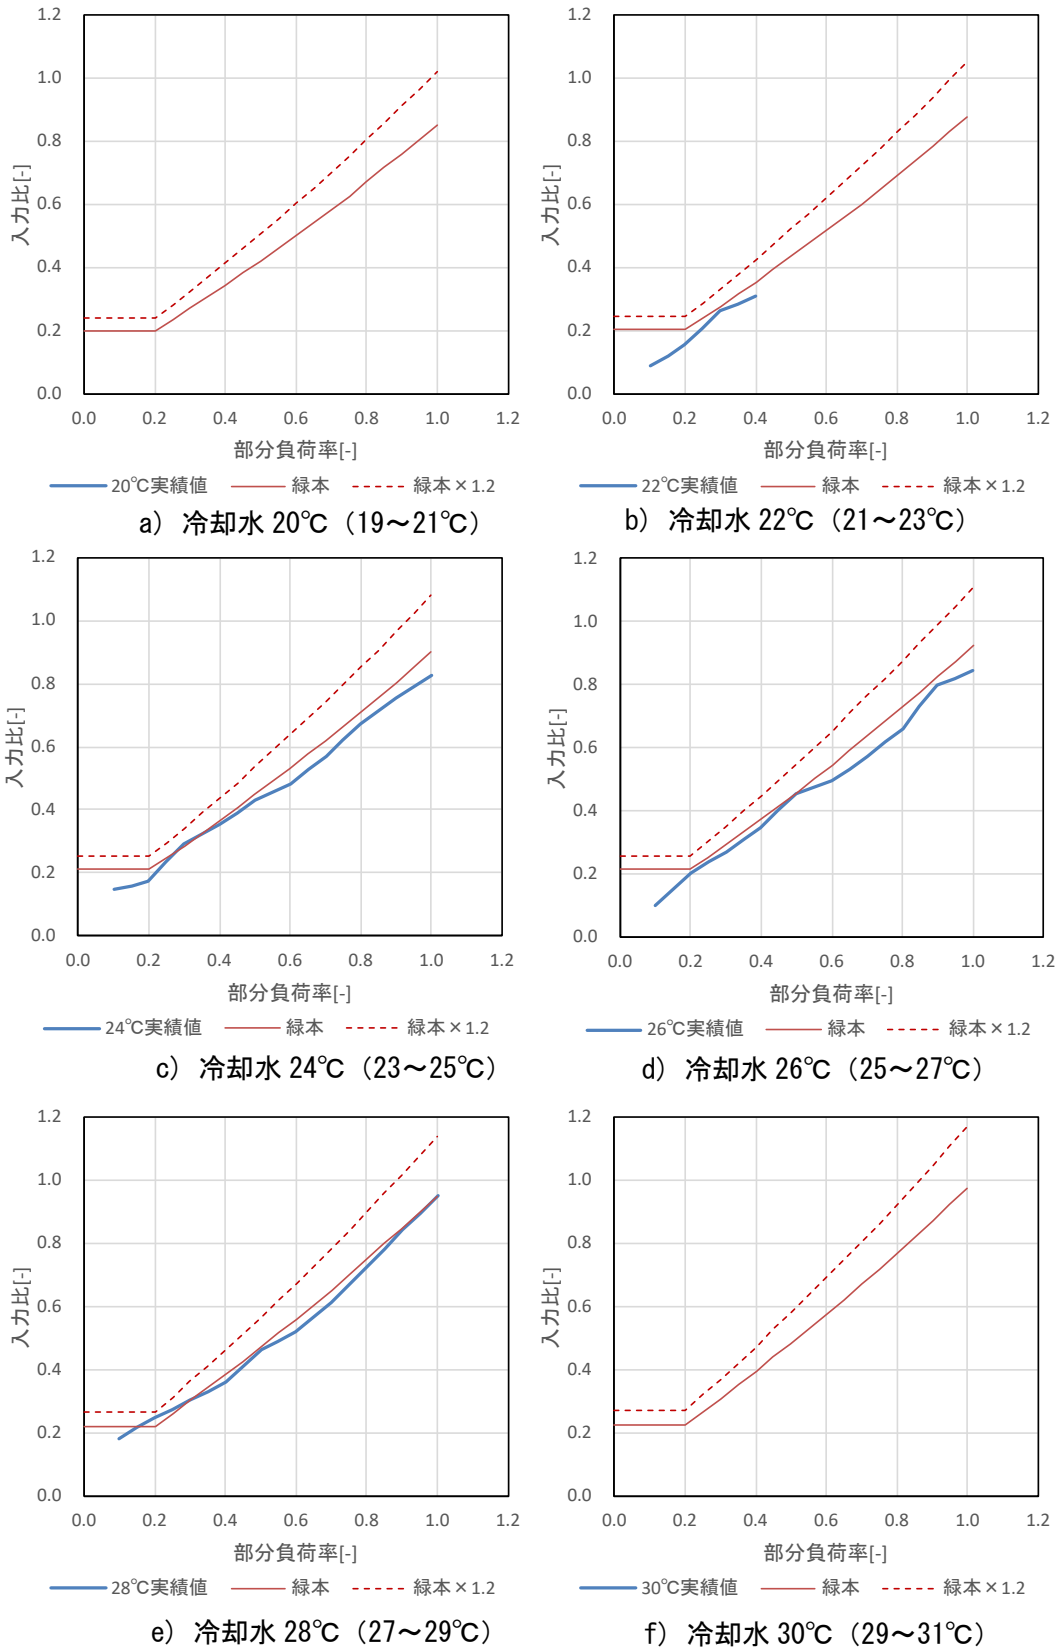 1.2
1.0
0.8
0.6
0.4
0.2
0.0
入力比[-]
0.0 0.2 0.4 0.6 0.8 1.0 1.2
部分負荷率[-]
20℃実績値 緑本 緑本×1.2
a) 冷却水 20℃（19～21℃）
1.2
1.0
0.8
0.6
0.4
0.2
0.0
入力比[-]
0.0 0.2 0.4 0.6 0.8 1.0 1.2
部分負荷率[-]
22℃実績値 緑本 緑本×1.2
b) 冷却水 22℃（21～23℃）
1.2
1.0
0.8
0.6
0.4
0.2
0.0
入力比[-]
0.0 0.2 0.4 0.6 0.8 1.0 1.2
部分負荷率[-]
24℃実績値 緑本 緑本×1.2
c) 冷却水 24℃（23～25℃）
1.2
1.0
0.8
0.6
0.4
0.2
0.0
入力比[-]
0.0 0.2 0.4 0.6 0.8 1.0 1.2
部分負荷率[-]
26℃実績値 緑本 緑本×1.2
d) 冷却水 26℃（25～27℃）
1.2
1.0
0.8
0.6
0.4
0.2
0.0
入力比[-]
0.0 0.2 0.4 0.6 0.8 1.0 1.2
部分負荷率[-]
28℃実績値 緑本 緑本×1.2
e) 冷却水 28℃（27～29℃）
1.2
1.0
0.8
0.6
0.4
0.2
0.0
入力比[-]
0.0 0.2 0.4 0.6 0.8 1.0 1.2
部分負荷率[-]
30℃実績値 緑本 緑本×1.2
f) 冷却水 30℃（29～31℃）